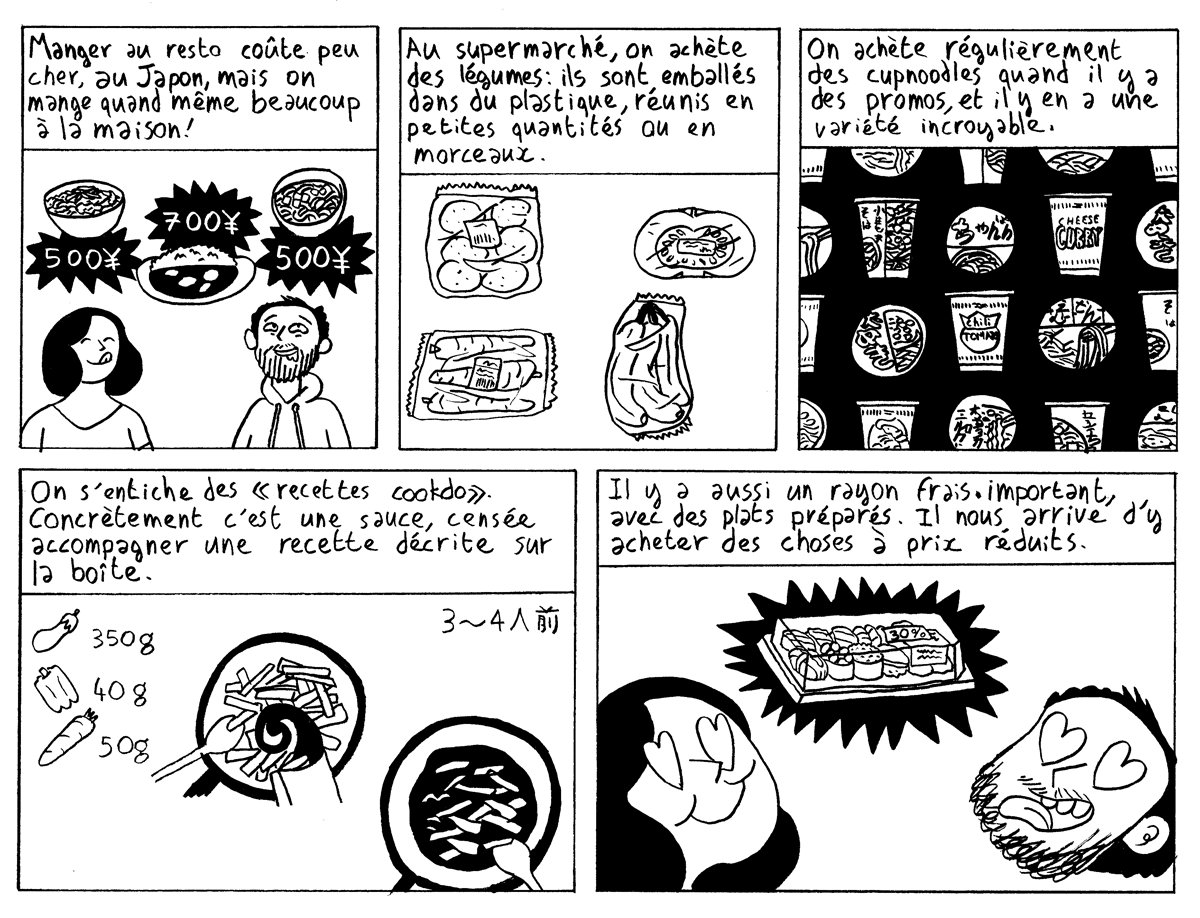 Manger au resto coûte peu
cher, au Japon, mais on
mange quand même beaucoup
à la maison!
700¥
500¥
500¥
Au supermarché, on achète
des légumes: ils sont emballés
dans du plastique, réunis en
petites quantités ou en
morceaux.
On achète régulièrement
des cupnoodles quand il y a
des promos, et il y en a une
variété incroyable.
CHEESE
CURRY
chili
TOMATO
On s'entiche des «recettes cookdo».
Concrètement c'est une sauce, censée
accompagner une recette décrite sur
la boîte.
350g
40g
50g
3〜4人前
Il y a aussi un rayon frais.important,
avec des plats préparés. Il nous arrive d'y
acheter des choses à prix réduits.
30%